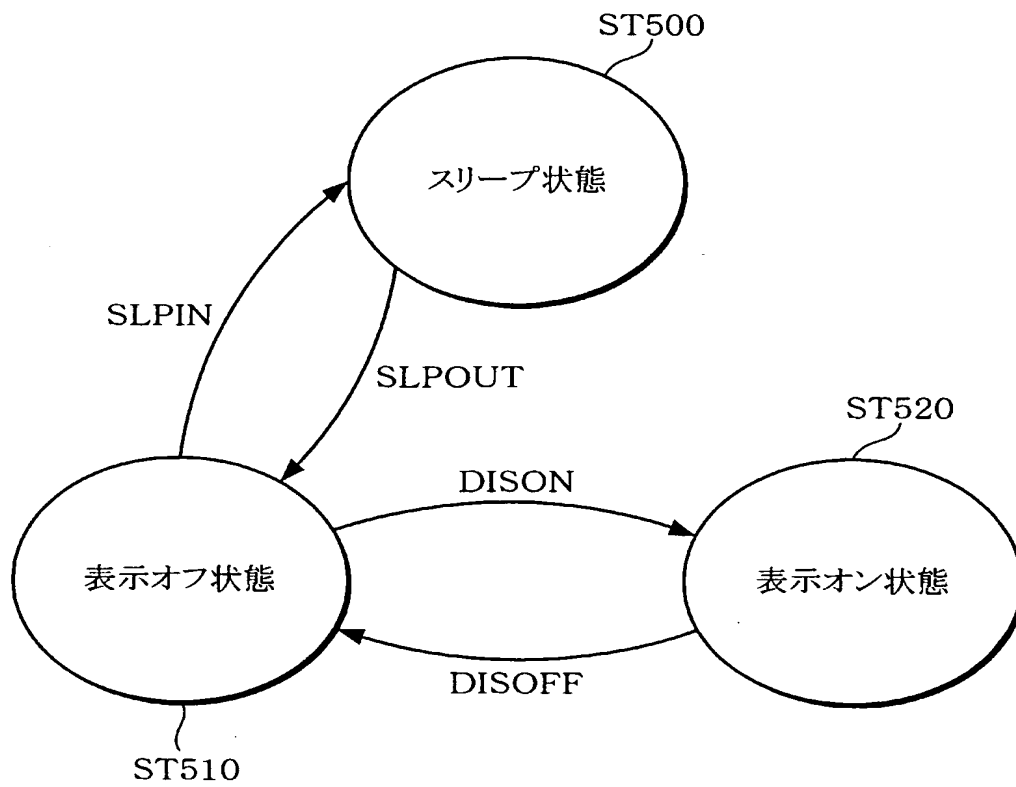 ST500
スリープ状態
SLPIN
SLPOUT
ST520
DISON
表示オフ状態
表示オン状態
DISOFF
ST510